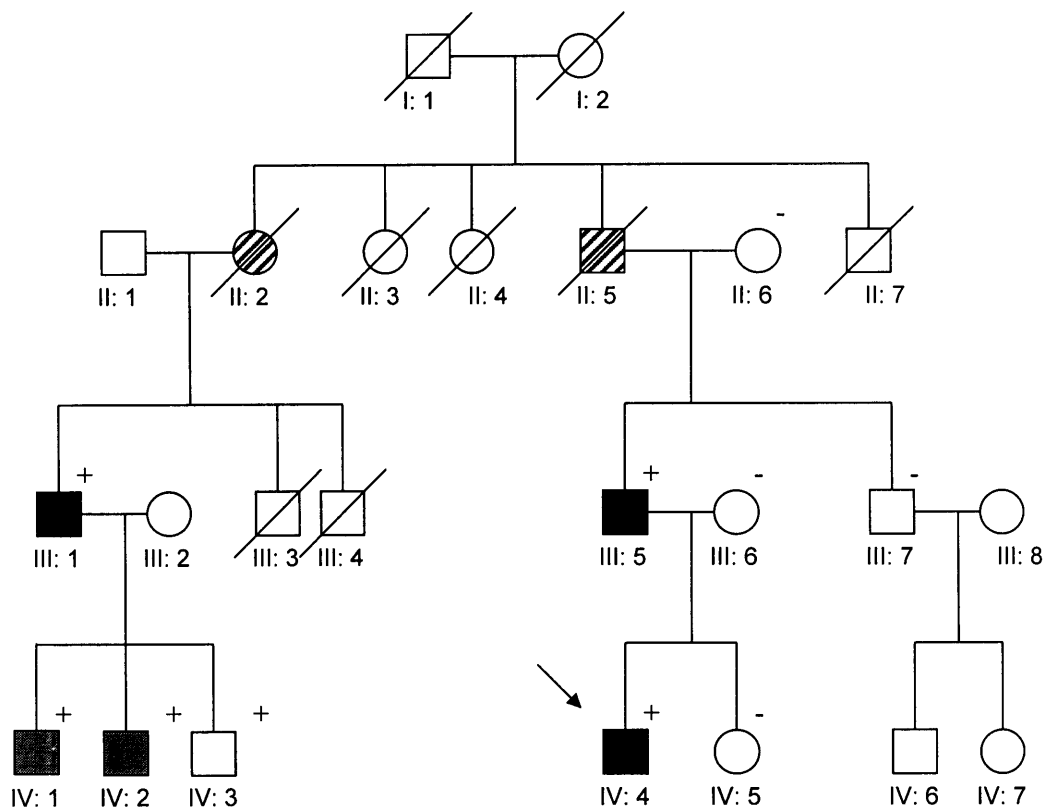 I: 1 I: 2
-
II: 1 II: 2 II: 3 II: 4 II: 5 II: 6 II: 7
+ + - -
III: 1 III: 2 III: 3 III: 4 III: 5 III: 6 III: 7 III: 8
+ + + + -
IV: 1 IV: 2 IV: 3 IV: 4 IV: 5 IV: 6 IV: 7